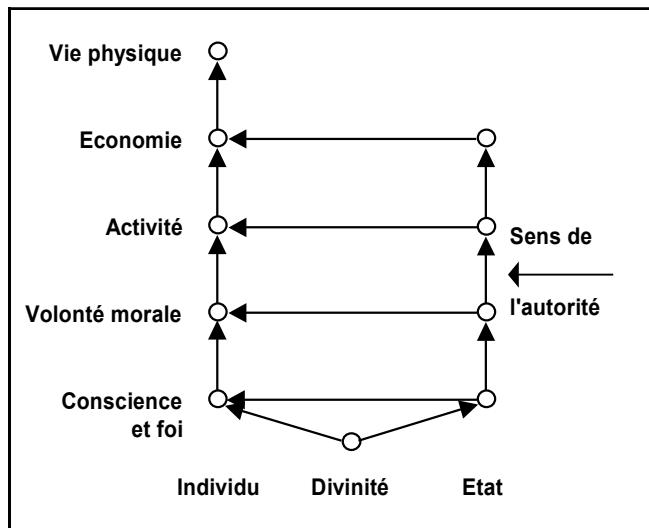 Vie physique
Economie
Activité
Sens de
l'autorité
Volonté morale
Conscience
et foi
Individu Divinité Etat